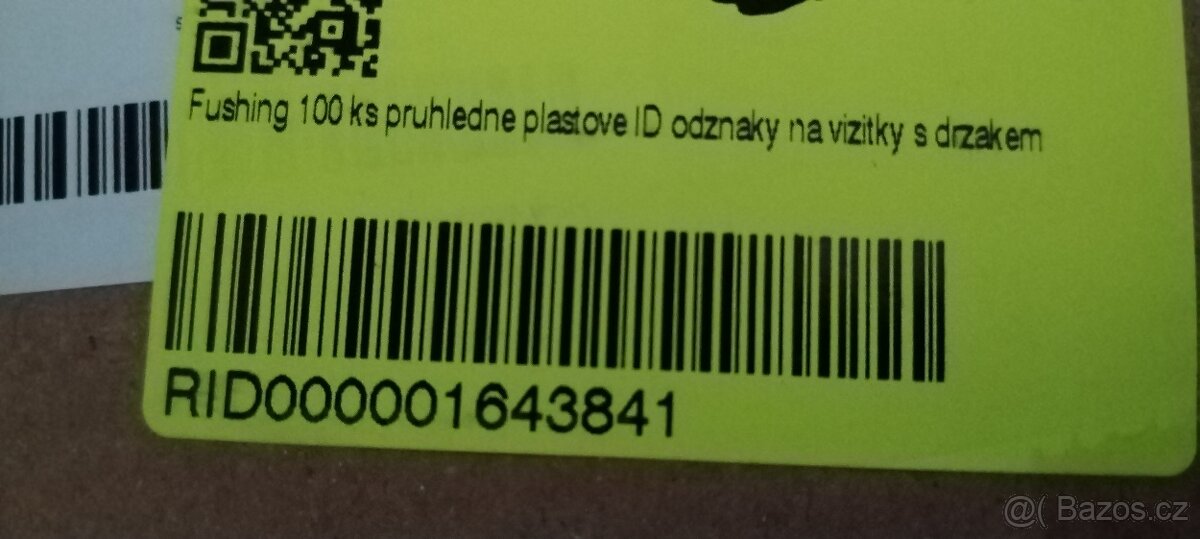 Fushing 100 ks pruhledne plastove ID odznaky na vizitky s drzakem
RID000001643841
@( Bazos.cz